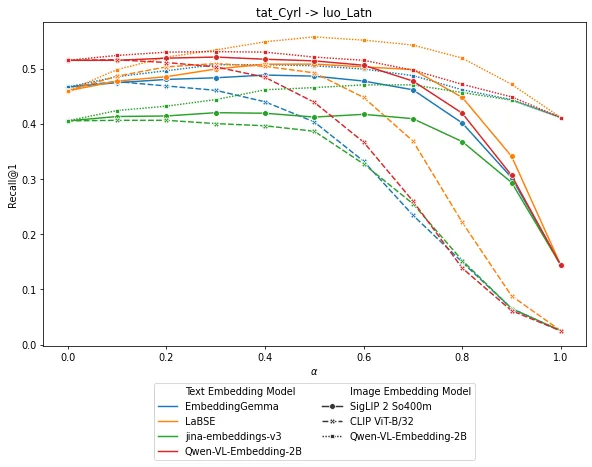 tat_Cyrl -> luo_Latn
Recall@1
0.5
0.4
0.3
0.2
0.1
0.0
0.0
0.2
0.4
0.6
0.8
1.0
α
Text Embedding Model
EmbeddingGemma
LaBSE
jina-embeddings-v3
Qwen-VL-Embedding-2B
Image Embedding Model
SigLIP 2 So400m
CLIP ViT-B/32
Qwen-VL-Embedding-2B